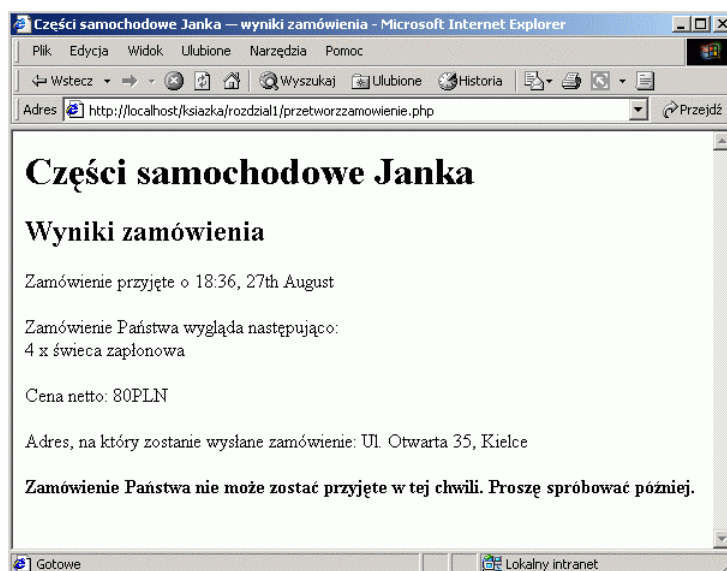 Części samochodowe Janka — wyniki zamówienia - Microsoft Internet Explorer
Plik Edycja Widok Ulubione Narzędzia Pomoc
Wstecz Wyszukaj Ulubione Historia
Adres http://localhost/ksiazka/rozdzial1/przetworzzamowienie.php Przejdź
Części samochodowe Janka
Wyniki zamówienia
Zamówienie przyjęte o 18:36, 27th August
Zamówienie Państwa wygląda następująco:
4 x świeca zapłonowa
Cena netto: 80PLN
Adres, na który zostanie wysłane zamówienie: Ul. Otwarta 35, Kielce
Zamówienie Państwa nie może zostać przyjęte w tej chwili. Proszę spróbować później.
Gotowe Lokalny intranet